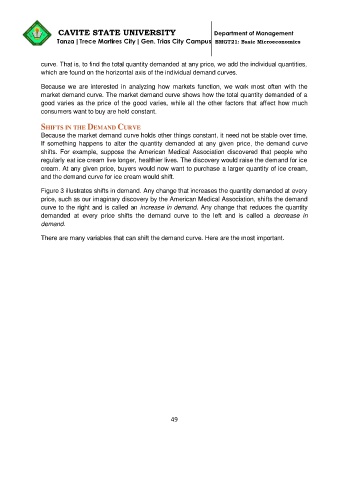 CAVITE STATE UNIVERSITY
Department of Management
Tanza | Trece Martires City | Gen. Trias City Campus
BMGT21: Basic Microeconomics
curve. That is, to find the total quantity demanded at any price, we add the individual quantities,
which are found on the horizontal axis of the individual demand curves.
Because we are interested in analyzing how markets function, we work most often with the
market demand curve. The market demand curve shows how the total quantity demanded of a
good varies as the price of the good varies, while all the other factors that affect how much
consumers want to buy are held constant.
SHIFTS IN THE DEMAND CURVE
Because the market demand curve holds other things constant, it need not be stable over time.
If something happens to alter the quantity demanded at any given price, the demand curve
shifts. For example, suppose the American Medical Association discovered that people who
regularly eat ice cream live longer, healthier lives. The discovery would raise the demand for ice
cream. At any given price, buyers would now want to purchase a larger quantity of ice cream,
and the demand curve for ice cream would shift.
Figure 3 illustrates shifts in demand. Any change that increases the quantity demanded at every
price, such as our imaginary discovery by the American Medical Association, shifts the demand
curve to the right and is called an increase in demand. Any change that reduces the quantity
demanded at every price shifts the demand curve to the left and is called a decrease in
demand.
There are many variables that can shift the demand curve. Here are the most important.
49